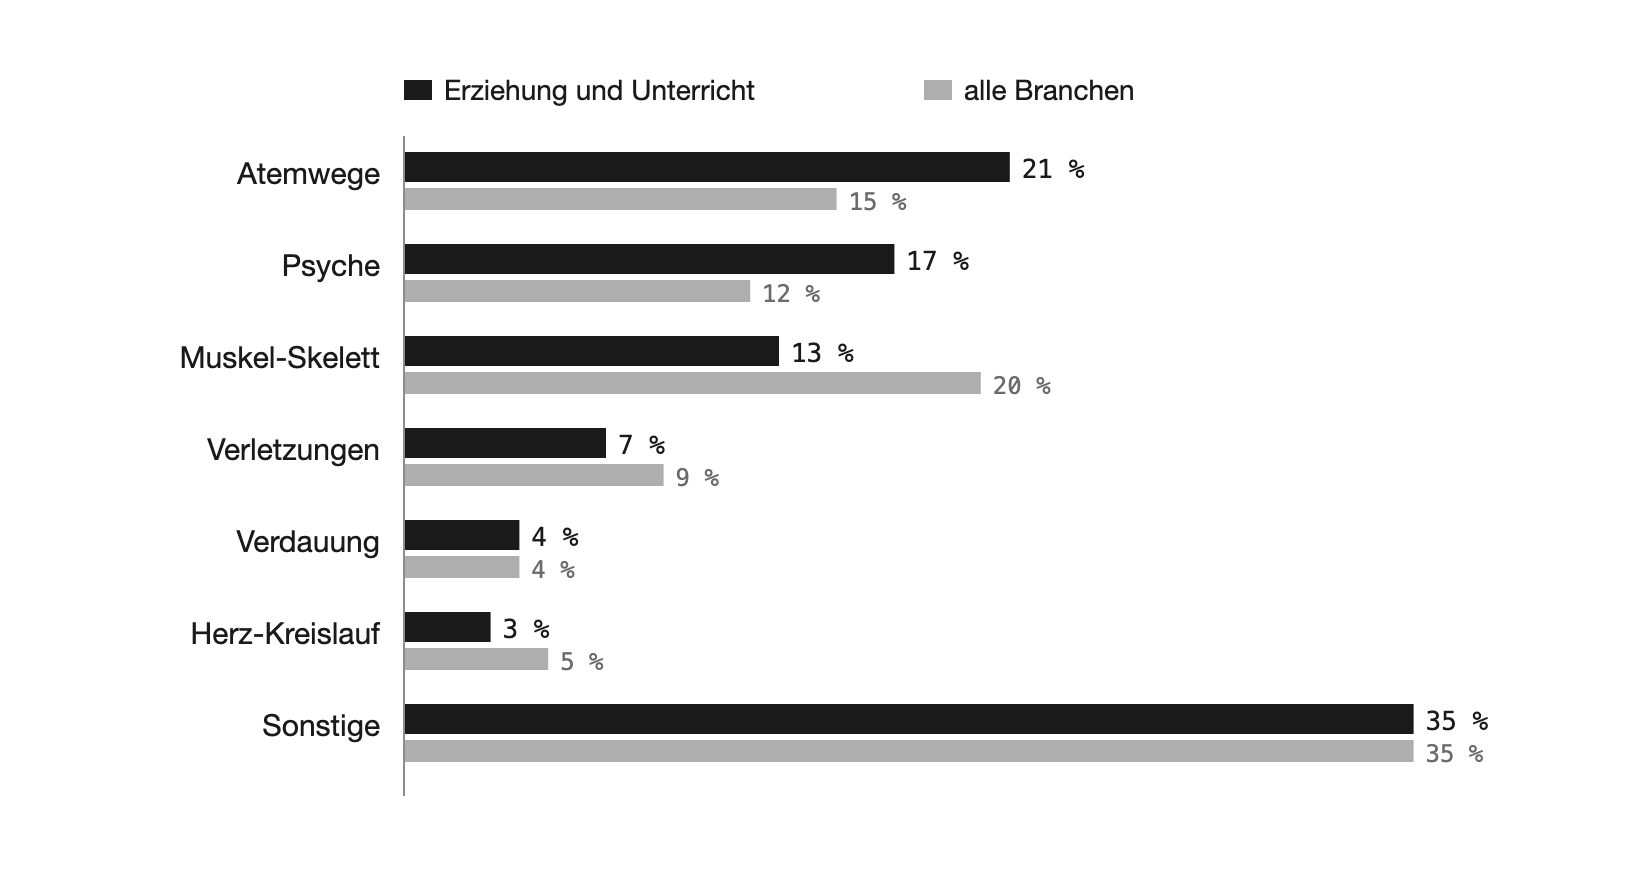 Erziehung und Unterricht alle Branchen
Atemwege 21 %
15 %
Psyche 17 %
12 %
Muskel-Skelett 13 %
20 %
Verletzungen 7 %
9 %
Verdauung 4 %
4 %
Herz-Kreislauf 3 %
5 %
Sonstige 35 %
35 %